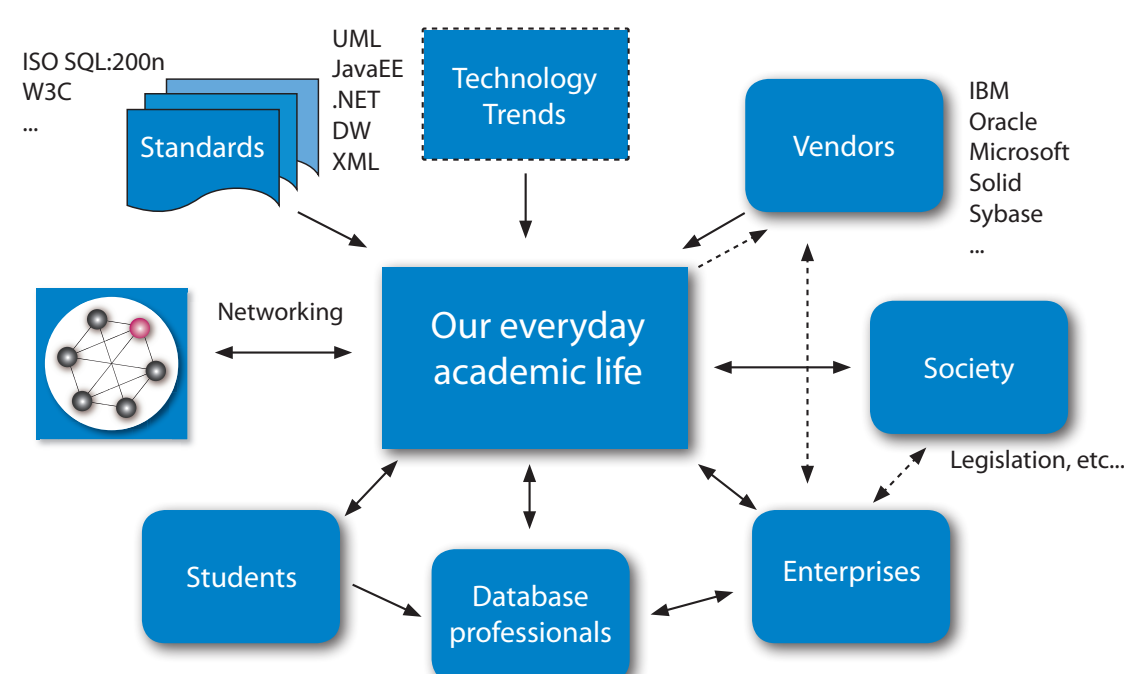 ISO SQL:200n
W3C
...
Standards
UML
JavaEE
.NET
DW
XML
Technology
Trends
Vendors
IBM
Oracle
Microsoft
Solid
Sybase
...
Networking
Our everyday
academic life
Society
Legislation, etc...
Students
Database
professionals
Enterprises